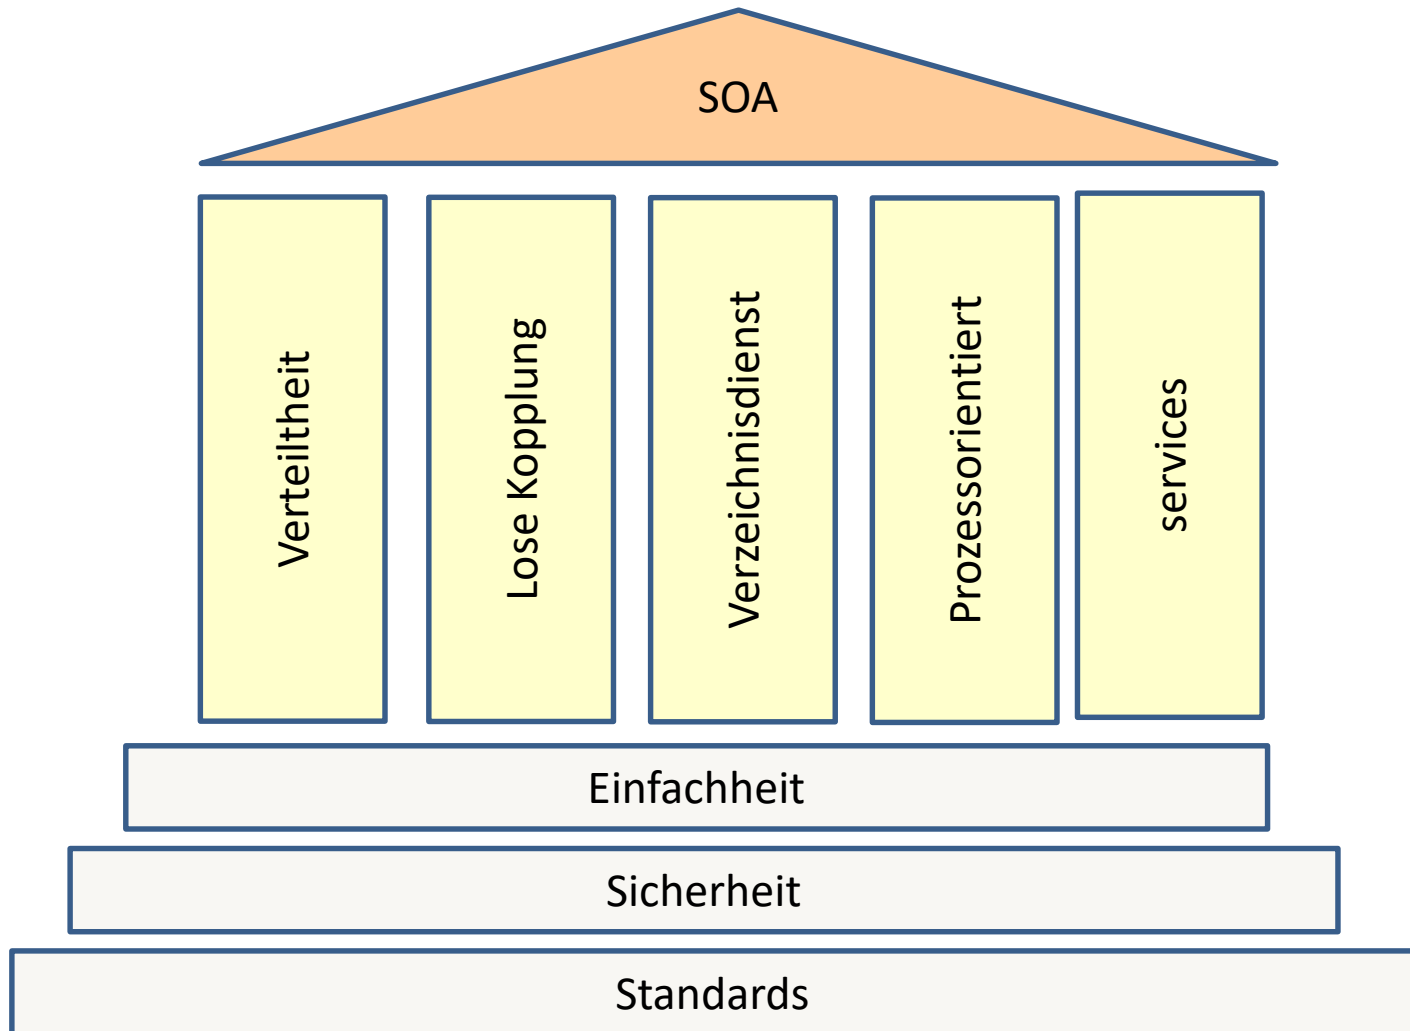 SOA
Verteiltheit
Lose Kopplung
Verzeichnisdienst
Prozessorientiert
services
Einfachheit
Sicherheit
Standards